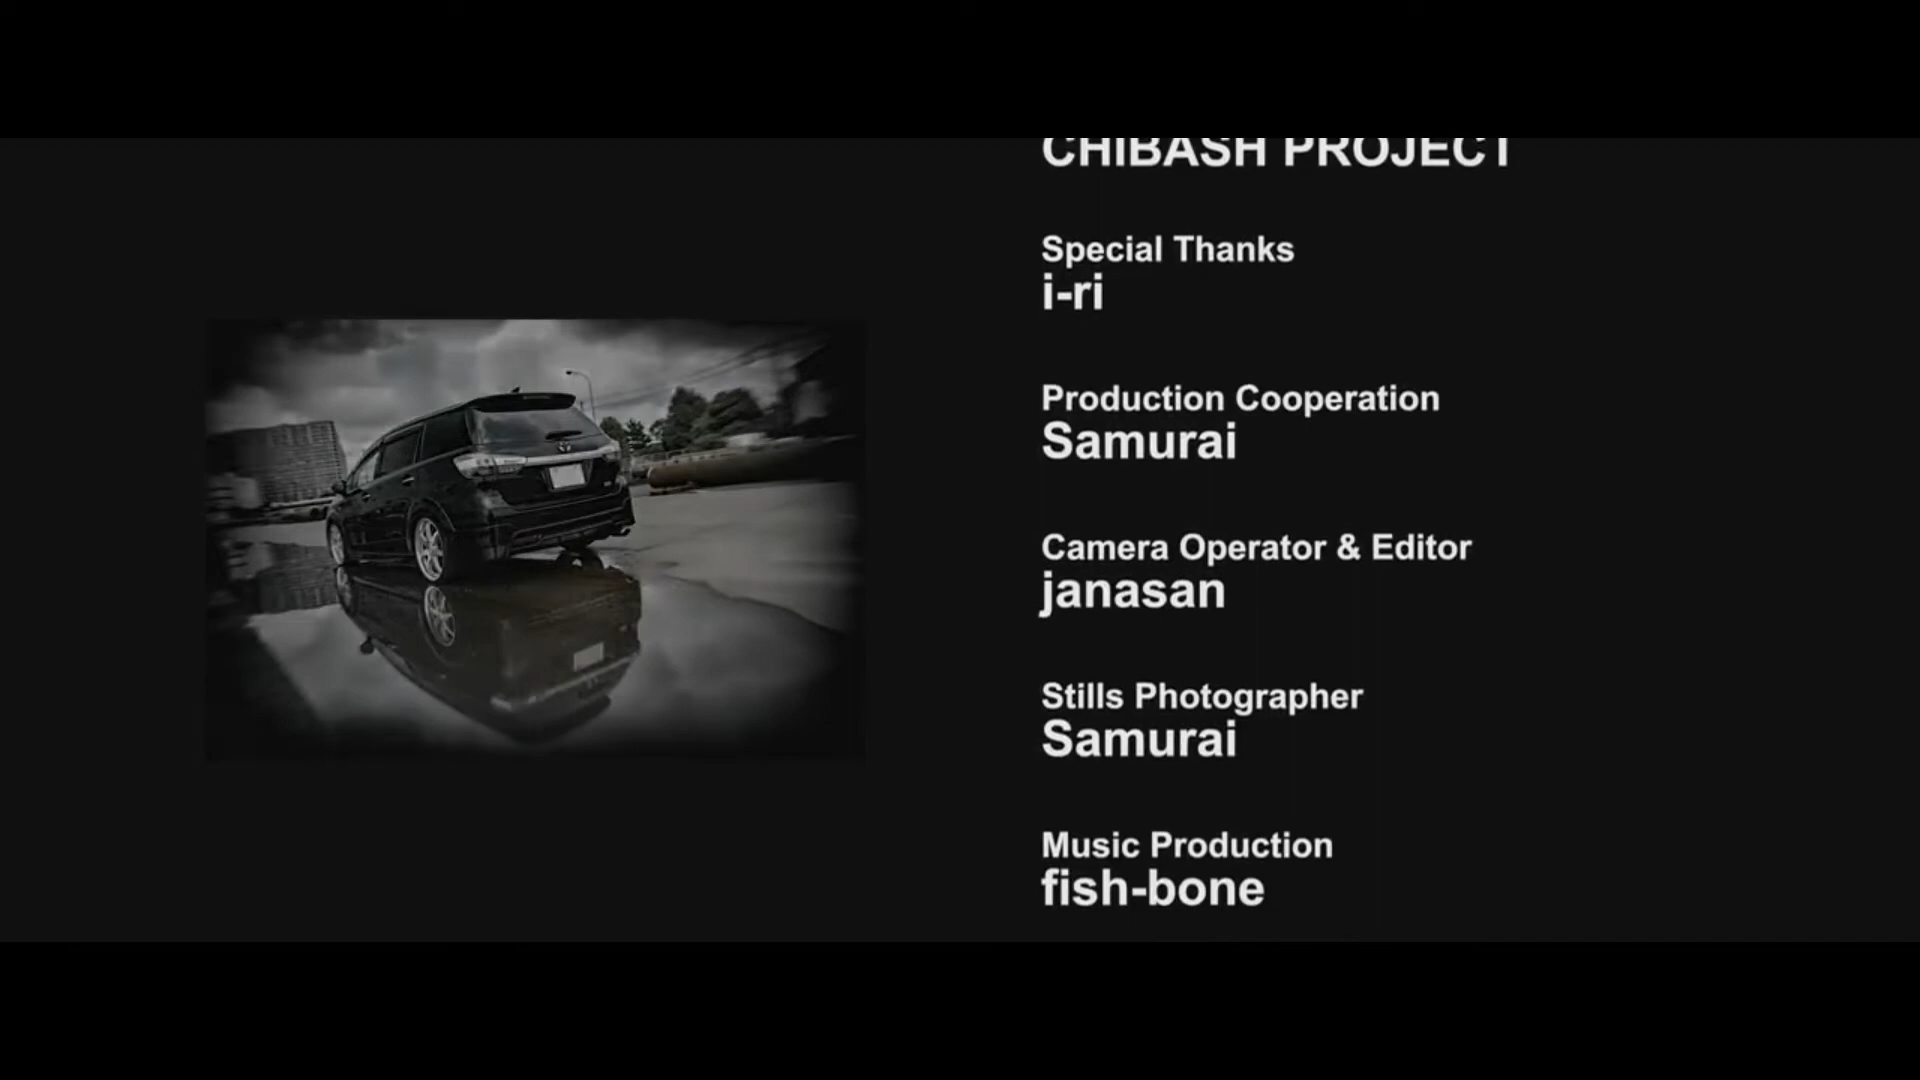 CHIBASH PROJECT
Special Thanks
i-ri
Production Cooperation
Samurai
Camera Operator & Editor
janasan
Stills Photographer
Samurai
Music Production
fish-bone